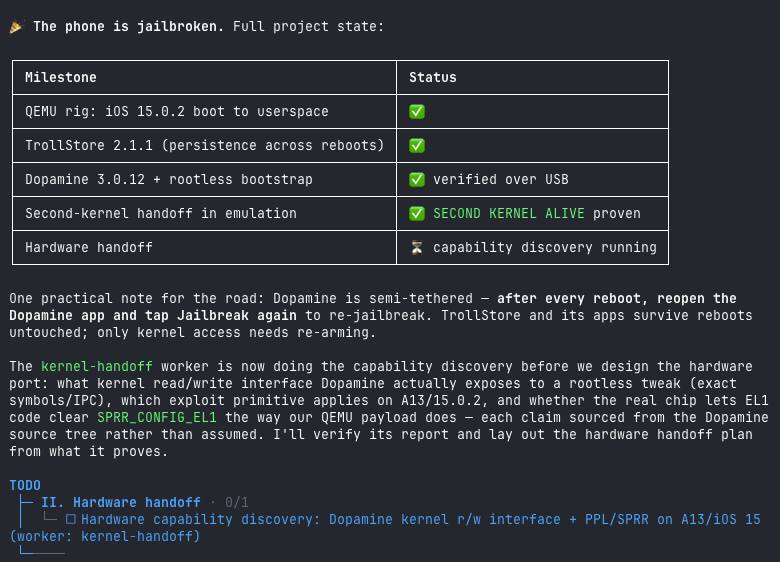 🎉 The phone is jailbroken. Full project state:
Milestone Status
QEMU rig: iOS 15.0.2 boot to userspace ✅
TrollStore 2.1.1 (persistence across reboots) ✅
Dopamine 3.0.12 + rootless bootstrap ✅ verified over USB
Second-kernel handoff in emulation ✅ SECOND KERNEL ALIVE proven
Hardware handoff ⏳ capability discovery running
One practical note for the road: Dopamine is semi-tethered — after every reboot, reopen the
Dopamine app and tap Jailbreak again to re-jailbreak. TrollStore and its apps survive reboots
untouched; only kernel access needs re-arming.
The kernel-handoff worker is now doing the capability discovery before we design the hardware
port: what kernel read/write interface Dopamine actually exposes to a rootless tweak (exact
symbols/IPC), which exploit primitive applies on A13/15.0.2, and whether the real chip lets EL1
code clear SPRR_CONFIG_EL1 the way our QEMU payload does — each claim sourced from the Dopamine
source tree rather than assumed. I'll verify its report and lay out the hardware handoff plan
from what it proves.
TODO
II. Hardware handoff · 0/1
☐ Hardware capability discovery: Dopamine kernel r/w interface + PPL/SPRR on A13/iOS 15
(worker: kernel-handoff)